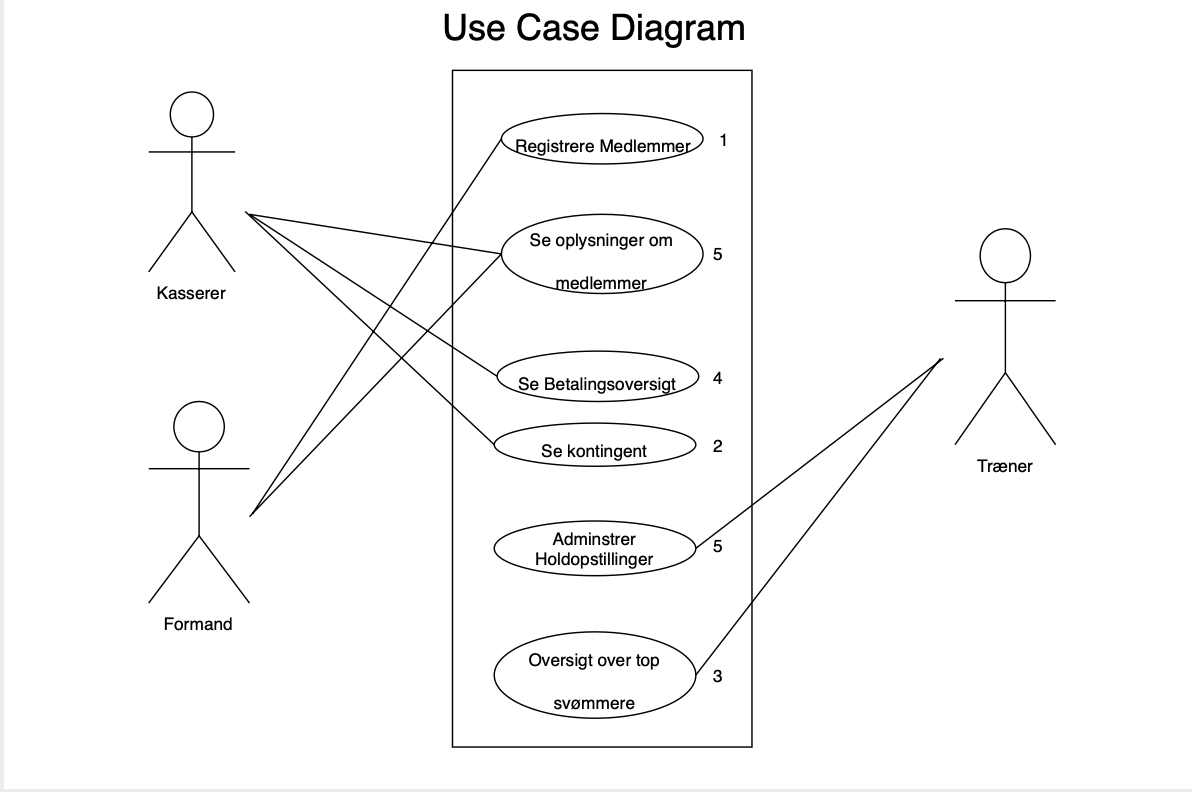 Use Case Diagram
Registrere Medlemmer
1
Se oplysninger om
medlemmer
5
Kasserer
Se Betalingsoversigt
4
Se kontingent
2
Træner
Adminstrer
Holdopstillinger
5
Formand
Oversigt over top
svømmere
3